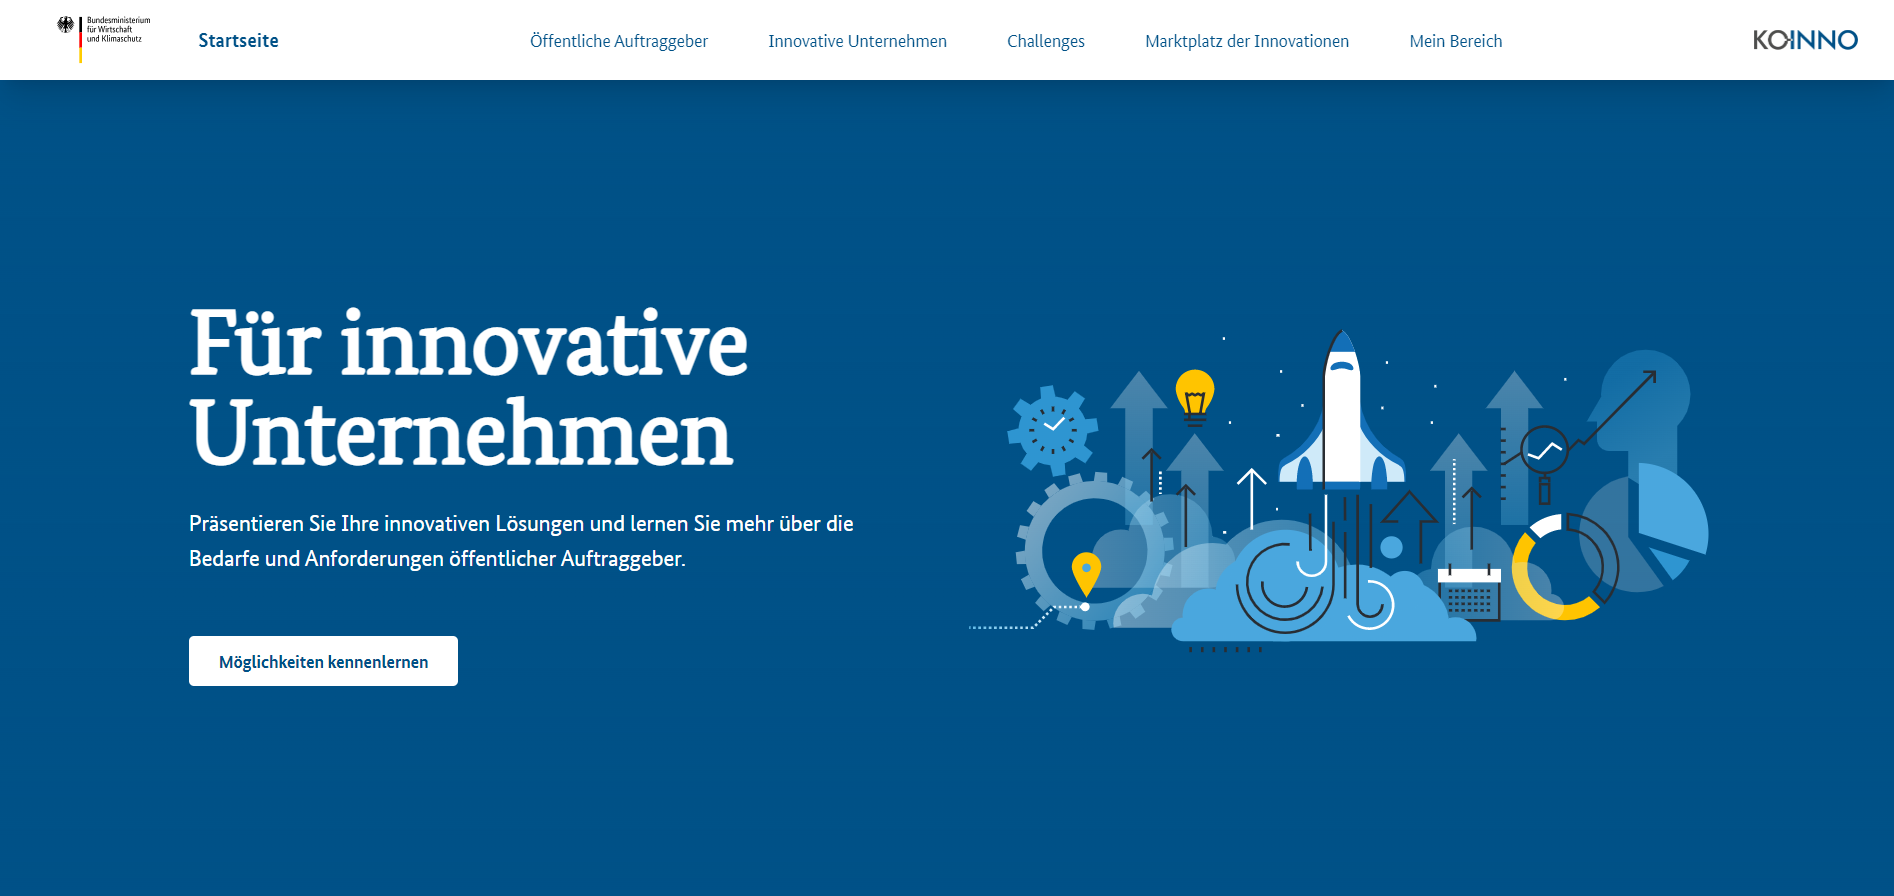 Bundesministerium
für Wirtschaft
und Klimaschutz
Startseite
Öffentliche Auftraggeber
Innovative Unternehmen
Challenges
Marktplatz der Innovationen
Mein Bereich
KOINNO
Für innovative
Unternehmen
Präsentieren Sie Ihre innovativen Lösungen und lernen Sie mehr über die
Bedarfe und Anforderungen öffentlicher Auftraggeber.
Möglichkeiten kennenlernen